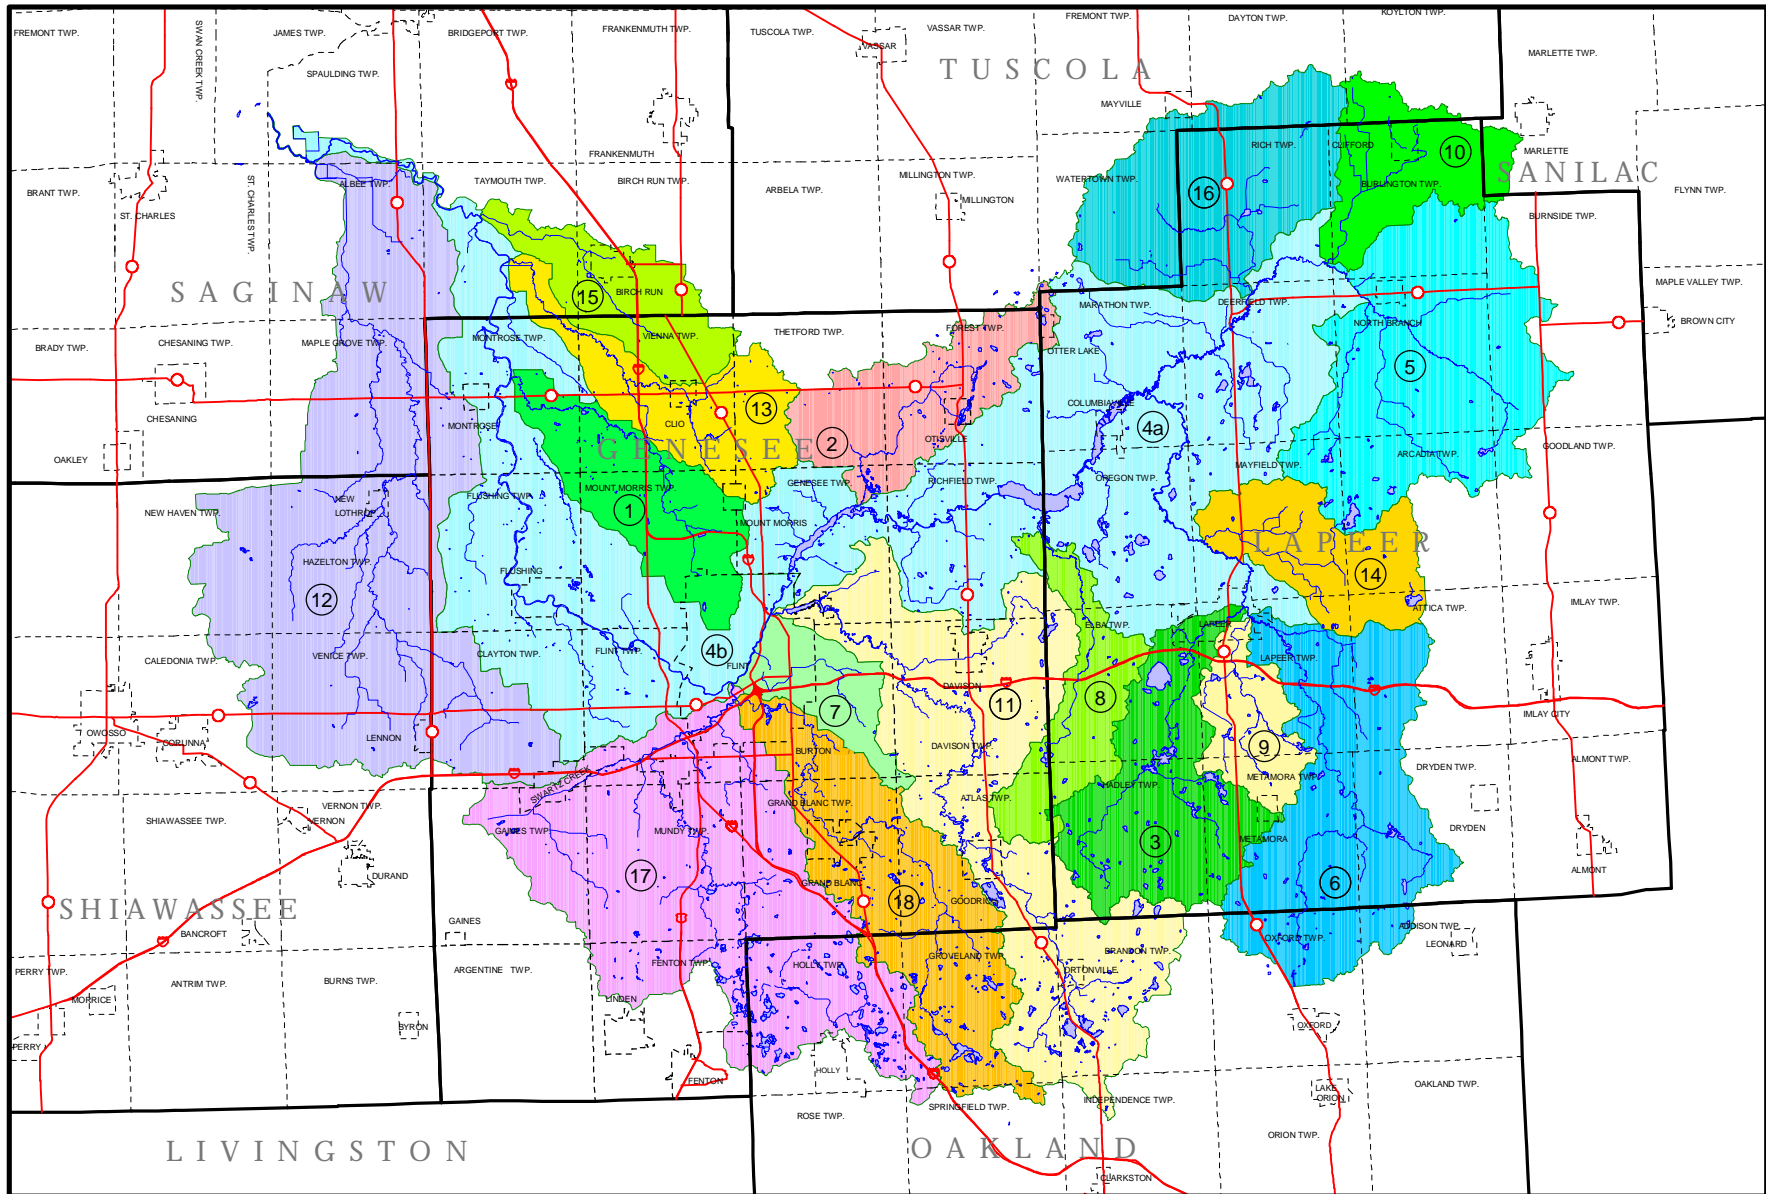 FREMONT TWP.
SWAN CREEK TWP.
JAMES TWP.
BRIDGEPORT TWP.
FRANKENMUTH TWP.
TUSCOLA TWP.
VASSAR
VASSAR TWP.
FREMONT TWP.
DAYTON TWP.
KOYLTON TWP.
MARLETTE TWP.
SPAULDING TWP.
TUSCOLA
MAYVILLE
FRANKENMUTH
RICH TWP.
CLIFFORD
10
MARLETTE
SANILAC
BRANT TWP.
ST. CHARLES
ST. CHARLES TWP.
ALBEE TWP.
TAYMOUTH TWP.
BIRCH RUN TWP.
ARBELA TWP.
MILLINGTON TWP.
MILLINGTON
WATERTOWN TWP.
16
BURLINGTON TWP.
FLYNN TWP.
BURNSIDE TWP.
SAGINAW
15
BIRCH RUN
MARATHON TWP.
DEERFIELD TWP.
MAPLE VALLEY TWP.
BRADY TWP.
CHESANING TWP.
MAPLE GROVE TWP.
MONTROSE TWP.
VIENNA TWP.
THETFORD TWP.
FOREST TWP.
OTTER LAKE
NORTH BRANCH
BROWN CITY
5
CHESANING
MONTROSE
CLIO
13
COLUMBIAVILLE
4a
GENESEE
2
OTISVILLE
GOODLAND TWP.
OAKLEY
ARCADIA TWP.
MAYFIELD TWP.
OREGON TWP.
NEW HAVEN TWP.
NEW
LOTHROP
FLUSHING TWP.
MOUNT MORRIS TWP.
1
GENESEE TWP.
RICHFIELD TWP.
MOUNT MORRIS
LAPEER
HAZELTON TWP.
12
FLUSHING
14
ATTICA TWP.
IMLAY TWP.
ELBA TWP.
LAPEER
CALEDONIA TWP.
VENICE TWP.
CLAYTON TWP.
FLINT TWP.
4b
FLINT
LAPEER TWP.
DAVISON
11
8
7
IMLAY CITY
OWOSSO
CORUNNA
LENNON
BURTON
DAVISON TWP.
9
ALMONT TWP.
DRYDEN TWP.
METAMORA TWP.
SWARTZ CREEK
HADLEY TWP.
ATLAS TWP.
GRAND BLANC TWP.
VERNON TWP.
VERNON
SHIAWASSEE TWP.
GAINES TWP.
MUNDY TWP.
3
METAMORA
DRYDEN
DURAND
17
GRAND BLANC
18
GOODRICH
6
ALMONT
SHIAWASSEE
BANCROFT
GAINES
ADDISON TWP.
LEONARD
OXFORD TWP.
BRANDON TWP.
PERRY TWP.
ANTRIM TWP.
BURNS TWP.
ARGENTINE TWP.
FENTON TWP.
HOLLY TWP.
GROVELAND TWP.
ORTONVILLE
MORRICE
LINDEN
BYRON
OXFORD
PERRY
FENTON
HOLLY
LAKE
ORION
OAKLAND TWP.
ROSE TWP.
SPRINGFIELD TWP.
INDEPENDENCE TWP.
ORION TWP.
LIVINGSTON
OAKLAND
CLARKSTON